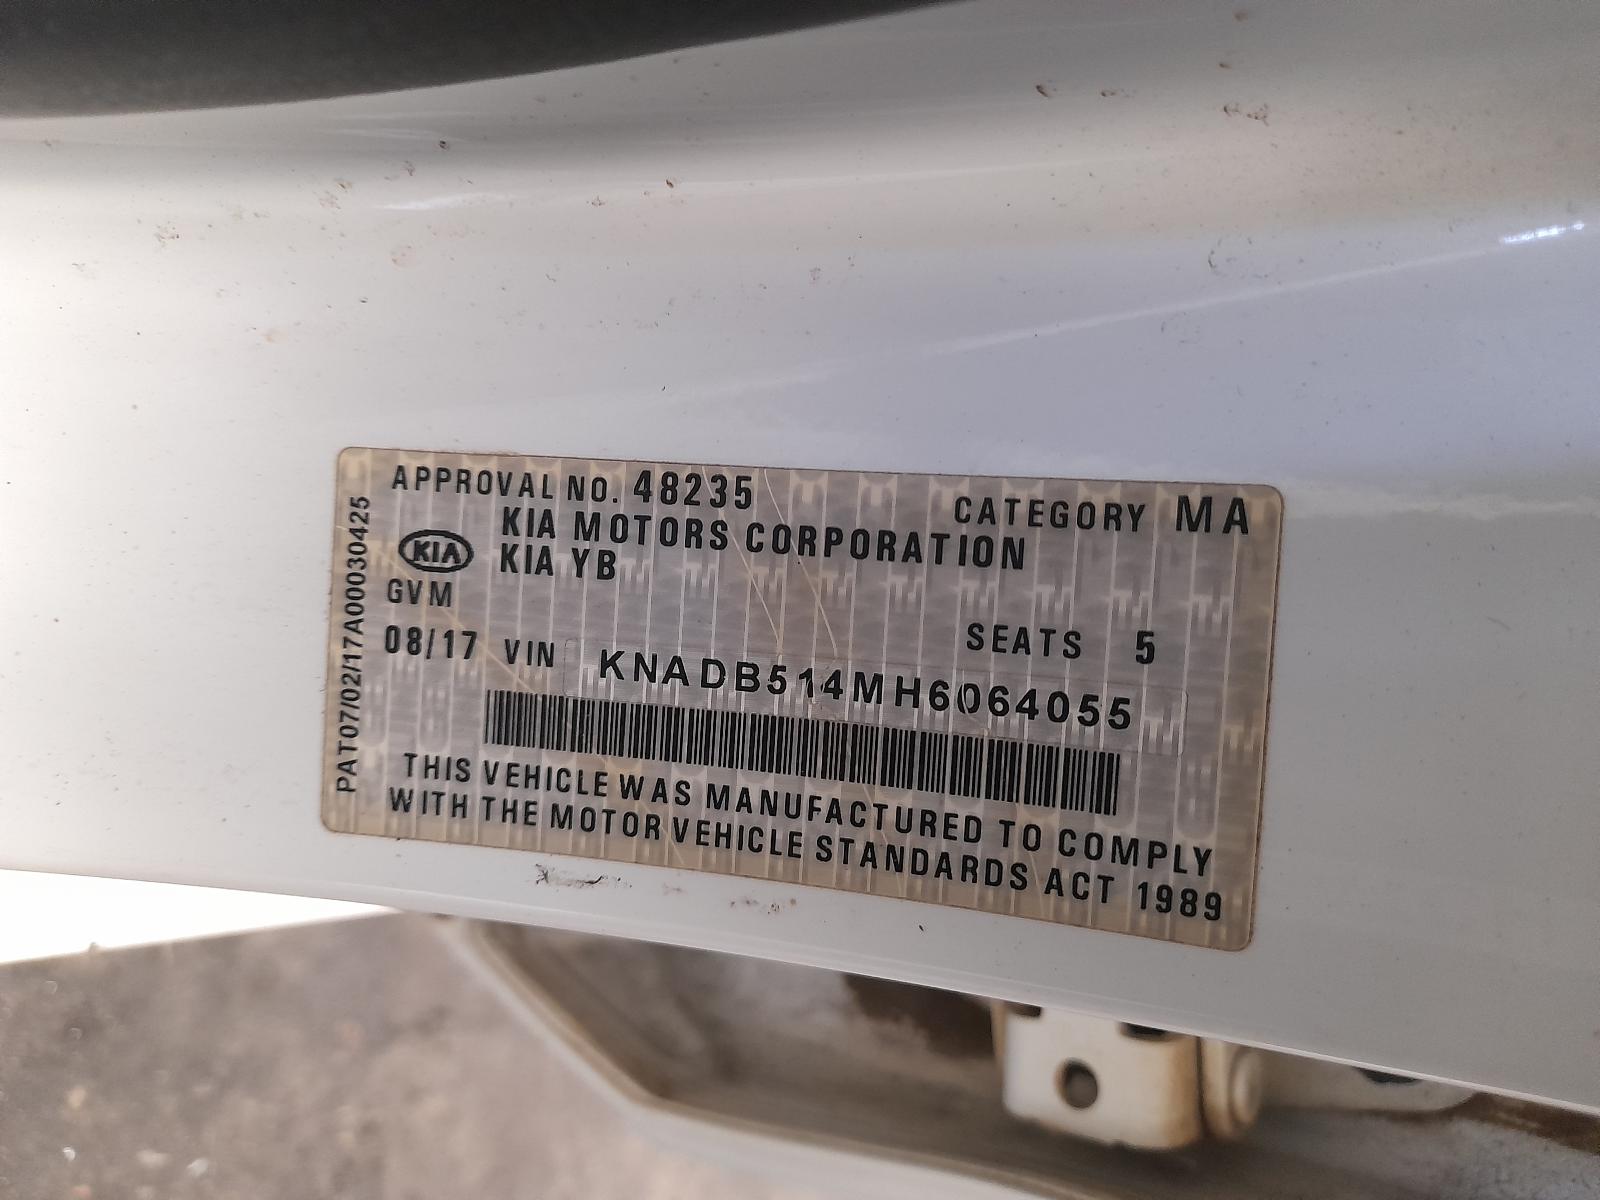 APPROVAL NO. 48235 CATEGORY MA
KIA MOTORS CORPORATION
KIA KIA YB
GVM
SEATS 5
08/17 VIN KNADB514MH6064055
THIS VEHICLE WAS MANUFACTURED TO COMPLY
WITH THE MOTOR VEHICLE STANDARDS ACT 1989
PAT07/02/17A00030425